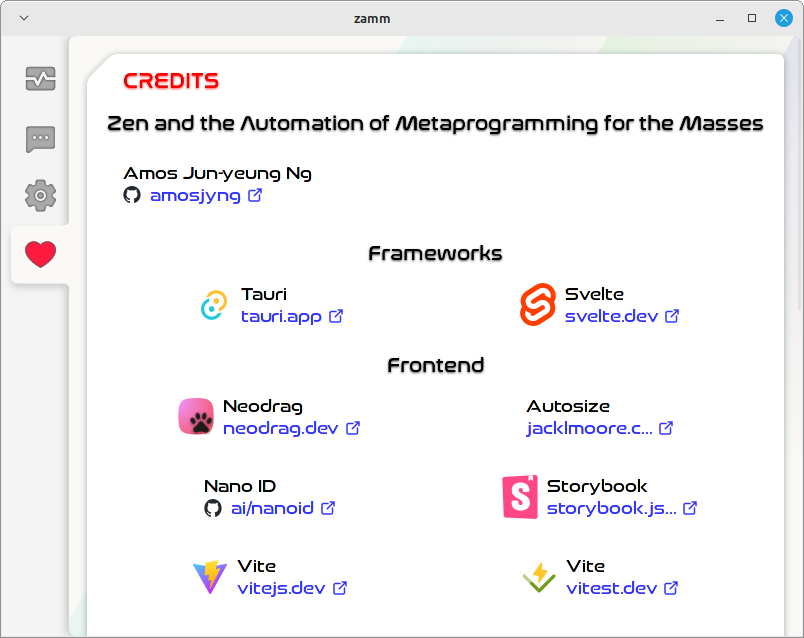 zamm
CREDITS
Zen and the Automation of Metaprogramming for the Masses
Amos Jun-yeung Ng
amosjyng
Frameworks
Tauri
tauri.app
Svelte
svelte.dev
Frontend
Neodrag
neodrag.dev
Autosize
jacklmoore.c...
Nano ID
ai/nanoid
Storybook
storybook.js...
Vite
vitejs.dev
Vite
vitest.dev